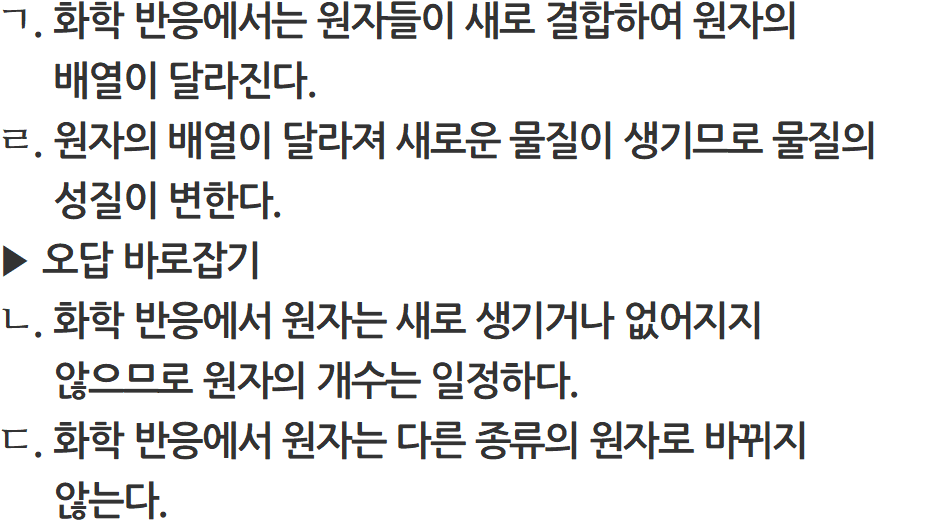 ㄱ. 화학 반응에서는 원자들이 새로 결합하여 원자의
배열이 달라진다.
ㄹ. 원자의 배열이 달라져 새로운 물질이 생기므로 물질의
성질이 변한다.
▶ 오답 바로잡기
ㄴ. 화학 반응에서 원자는 새로 생기거나 없어지지
않으므로 원자의 개수는 일정하다.
ㄷ. 화학 반응에서 원자는 다른 종류의 원자로 바뀌지
않는다.